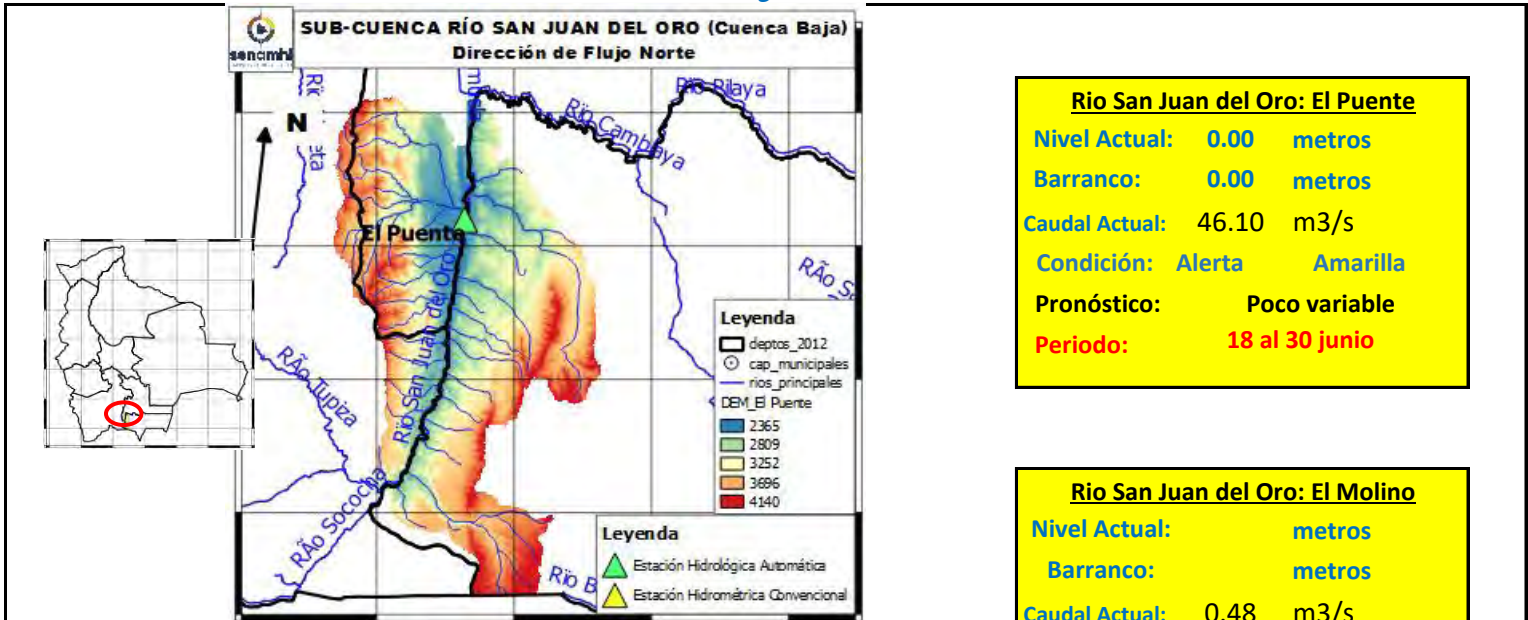 SUB-CUENCA RÍO SAN JUAN DEL ORO (Cuenca Baja)
Dirección de Flujo Norte
senamhi
N
Río Pilaya
Río Cambaya
El Puente
Río San Juan del Oro
RÃo Tupiza
RÃo Sococha
RÃo S
Río B
Leyenda
deptos_2012
cap_municipales
rios_principales
DEM_El Puente
2365
2809
3252
3696
4140
Leyenda
Estación Hidrológica Automática
Estación Hidrométrica Convencional
Rio San Juan del Oro: El Puente
Nivel Actual: 0.00 metros
Barranco: 0.00 metros
Caudal Actual: 46.10 m3/s
Condición: Alerta Amarilla
Pronóstico: Poco variable
Periodo: 18 al 30 junio
Rio San Juan del Oro: El Molino
Nivel Actual: metros
Barranco: metros
Caudal Actual: 0.48 m3/s